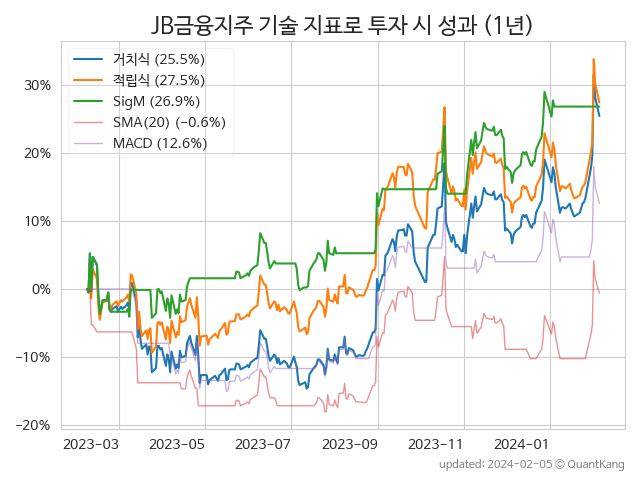 JB금융지주 기술 지표로 투자 시 성과 (1년)
거치식 (25.5%)
적립식 (27.5%)
SigM (26.9%)
SMA(20) (−0.6%)
MACD (12.6%)
30%
20%
10%
0%
−10%
−20%
2023-03 2023-05 2023-07 2023-09 2023-11 2024-01
updated: 2024-02-05 © QuantKang